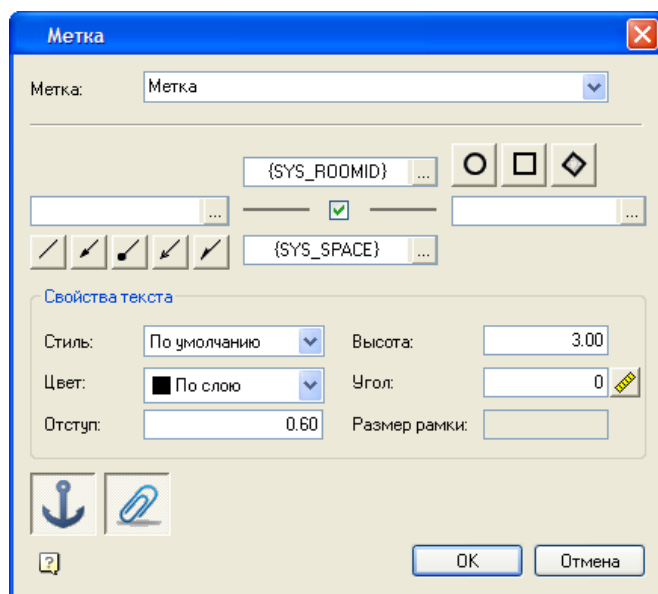 Метка
Метка: Метка
{SYS_ROOMID} ...
... ...
{SYS_SPACE} ...
Свойства текста
Стиль: По умолчанию Высота: 3.00
Цвет: По слою Угол: 0
Отступ: 0.60 Размер рамки:
? OK Отмена